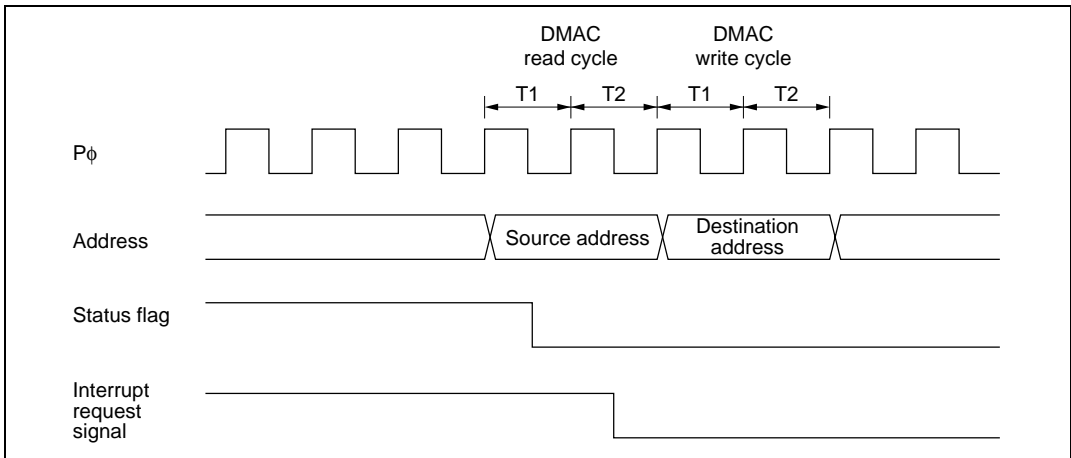 DMAC
read cycle
DMAC
write cycle
T1
T2
T1
T2
Pϕ
Address
Source address
Destination
address
Status flag
Interrupt
request
signal